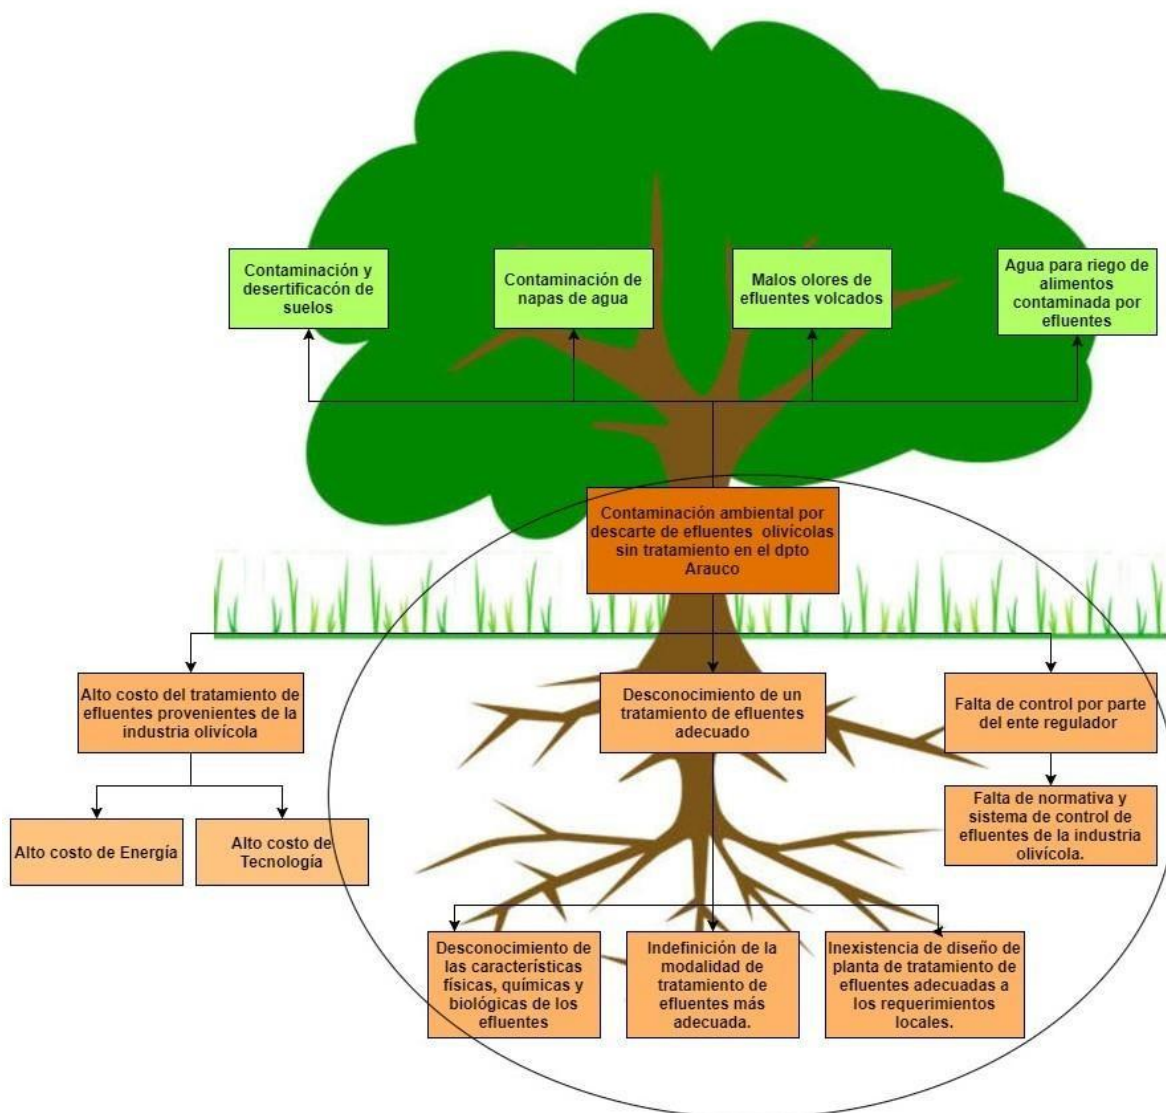 Contaminación y
desertificacón de
suelos
Contaminación de
napas de agua
Malos olores de
efluentes volcados
Agua para riego de
alimentos
contaminada por
efluentes
Contaminación ambiental por
descarte de efluentes olivícolas
sin tratamiento en el dpto
Arauco
Alto costo del tratamiento de
efluentes provenientes de la
industria olivícola
Desconocimiento de un
tratamiento de efluentes
adecuado
Falta de control por parte
del ente regulador
Alto costo de Energía
Alto costo de
Tecnología
Falta de normativa y
sistema de control de
efluentes de la industria
olivícola.
Desconocimiento de
las características
físicas, químicas y
biológicas de los
efluentes
Indefinición de la
modalidad de
tratamiento de
efluentes más
adecuada.
Inexistencia de diseño de
planta de tratamiento de
efluentes adecuadas a
los requerimientos
locales.